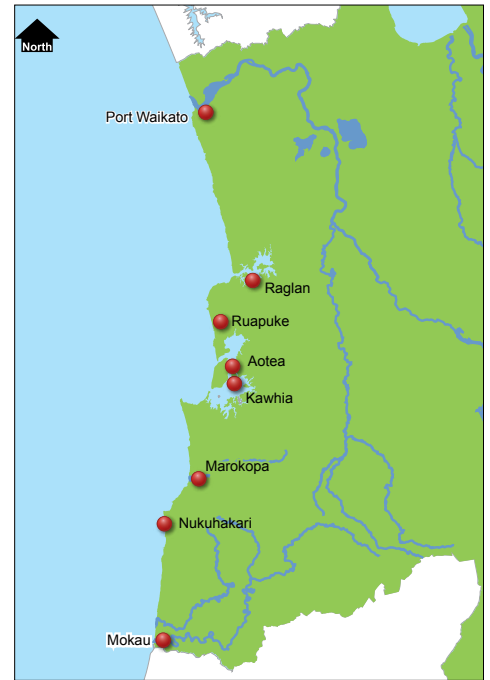 North
Port Waikato
Raglan
Ruapuke
Aotea
Kawhia
Marokopa
Nukuhakari
Mokau